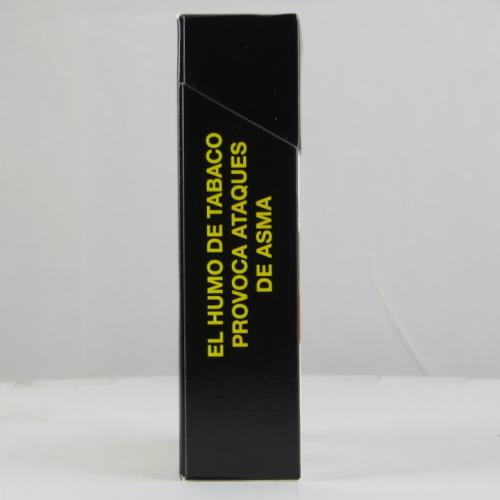 EL HUMO DE TABACO
PROVOCA ATAQUES
DE ASMA